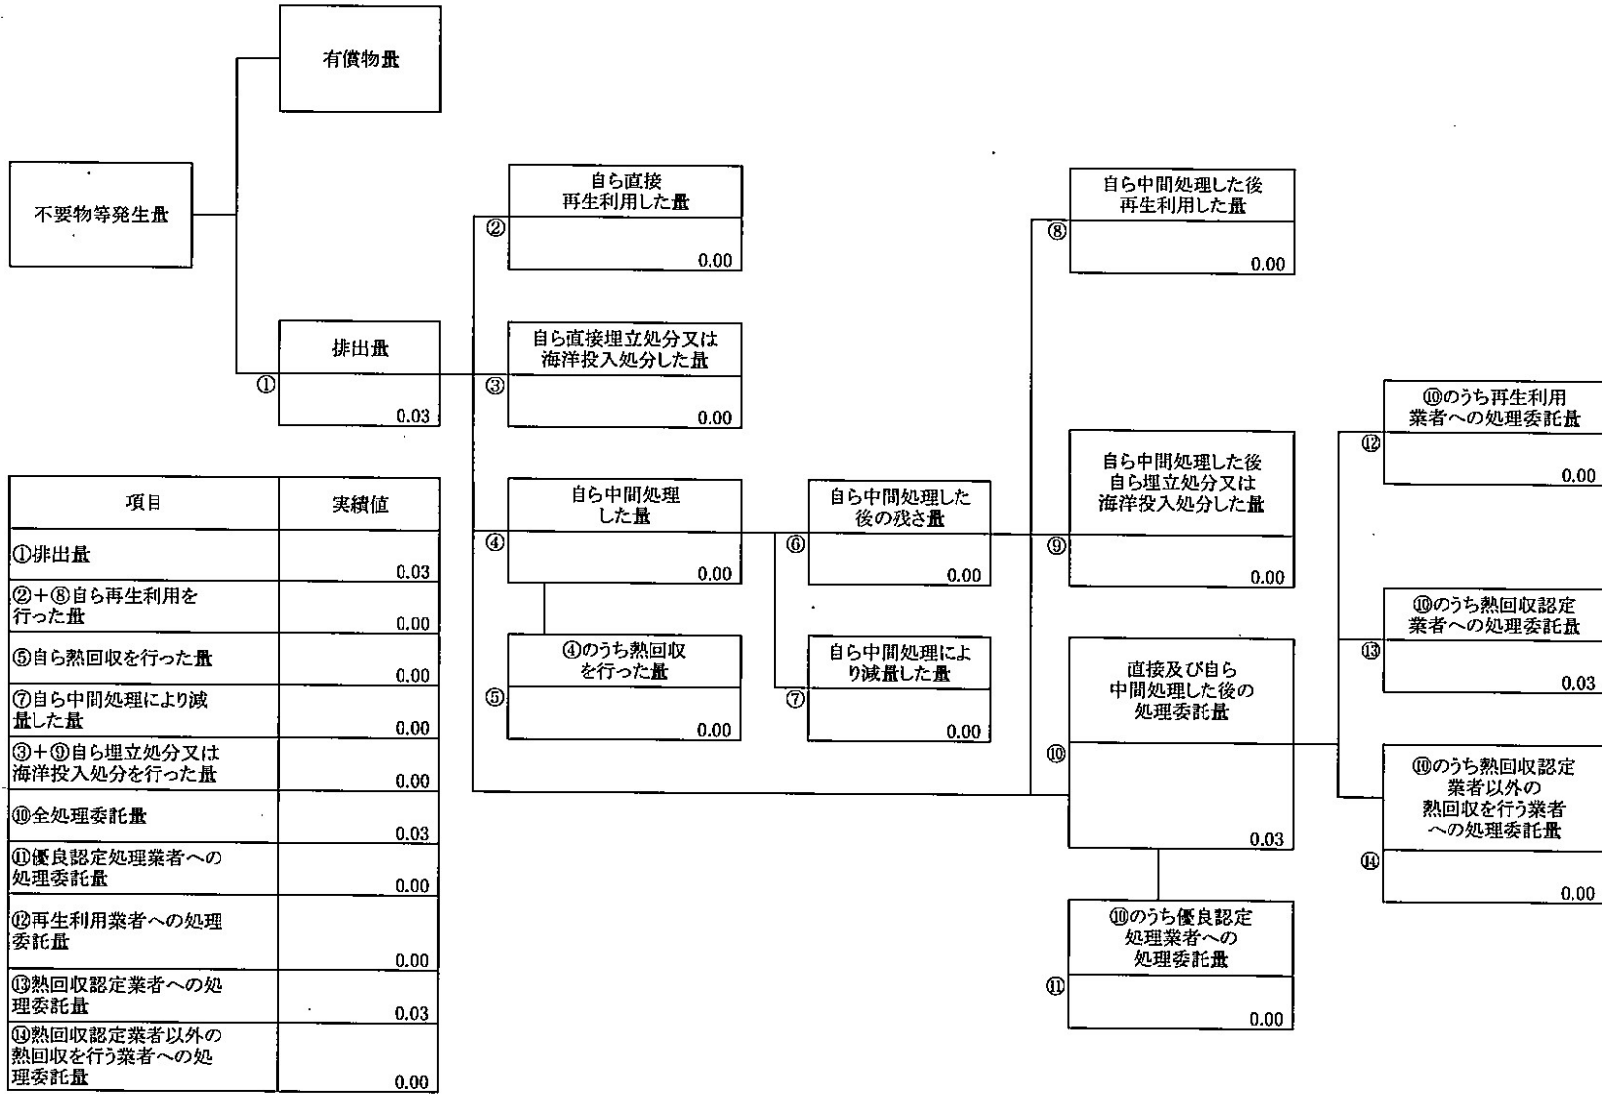 有償物量
不要物等発生量
自ら直接
再生利用した量
②
0.00
自ら中間処理した後
再生利用した量
⑧
0.00
排出量
①
0.03
自ら直接埋立処分又は
海洋投入処分した量
③
0.00
⑩のうち再生利用
業者への処理委託量
⑫
0.00
自ら中間処理
した量
④
0.00
自ら中間処理した
後の残さ量
⑥
0.00
自ら中間処理した後
自ら埋立処分又は
海洋投入処分した量
⑨
0.00
⑩のうち熱回収認定
業者への処理委託量
⑬
0.03
④のうち熱回収
を行った量
⑤
0.00
自ら中間処理によ
り減量した量
⑦
0.00
直接及び自ら
中間処理した後の
処理委託量
⑩
0.03
⑩のうち熱回収認定
業者以外の
熱回収を行う業者
への処理委託量
⑭
0.00
⑩のうち優良認定
処理業者への
処理委託量
⑪
0.00
項目 実績値
①排出量
0.03
②+⑧自ら再生利用を
行った量
0.00
⑤自ら熱回収を行った量
0.00
⑦自ら中間処理により減
量した量
0.00
③+⑨自ら埋立処分又は
海洋投入処分を行った量
0.00
⑩全処理委託量
0.03
⑪優良認定処理業者への
処理委託量
0.00
⑫再生利用業者への処理
委託量
0.00
⑬熱回収認定業者への処
理委託量
0.03
⑭熱回収認定業者以外の
熱回収を行う業者への処
理委託量
0.00